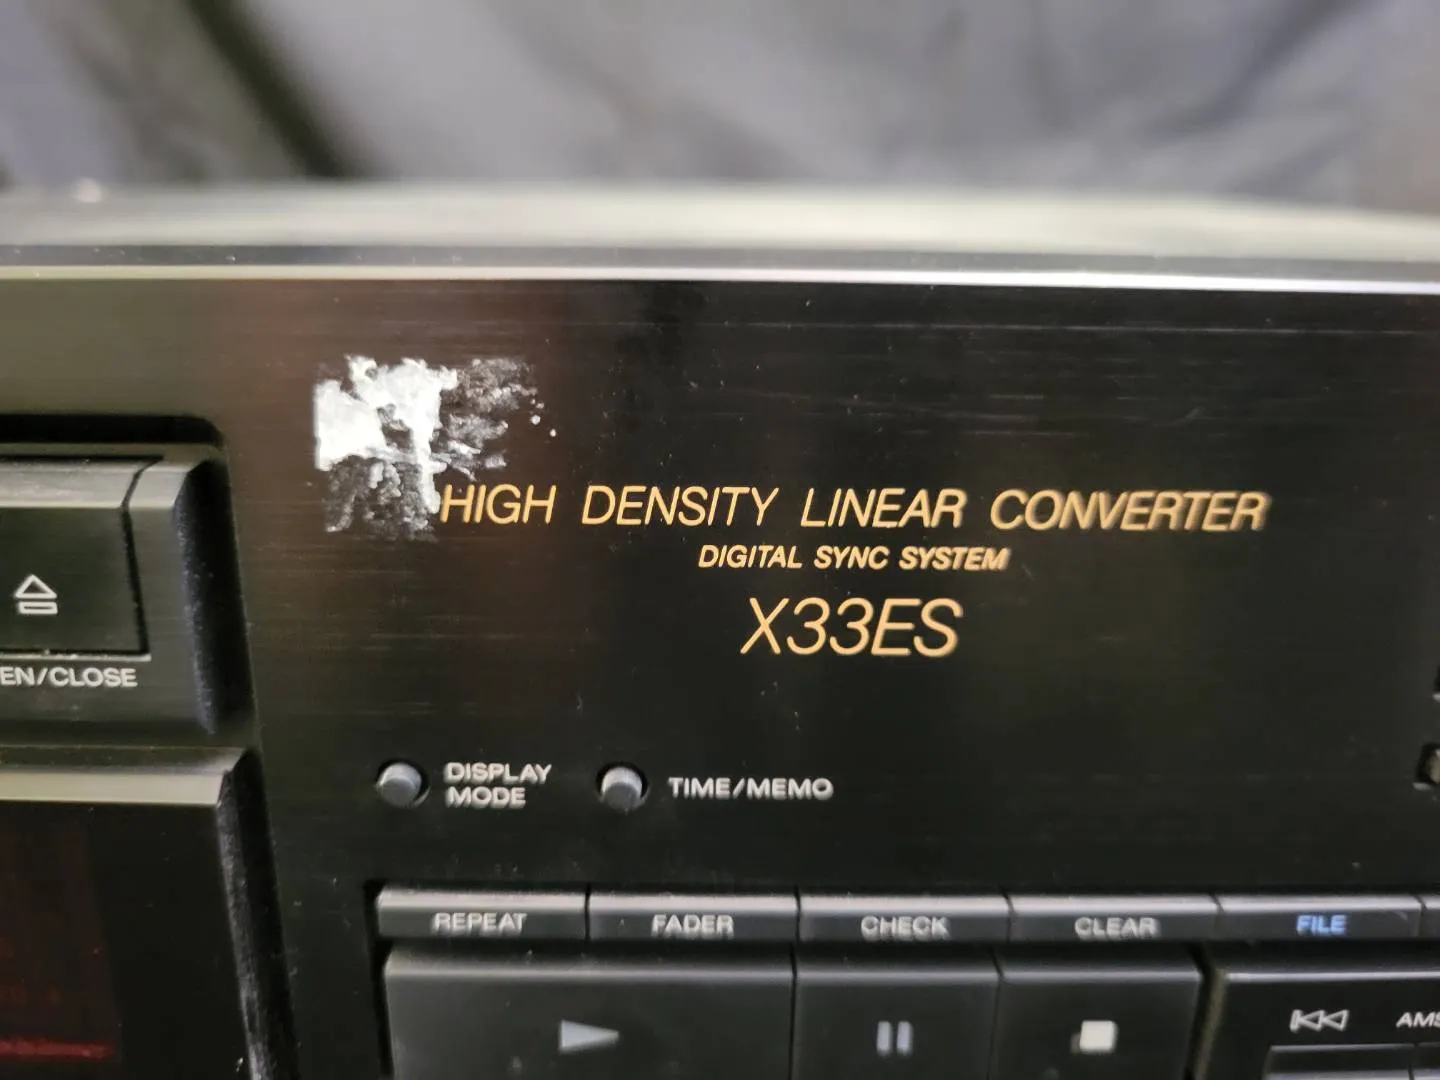 HIGH DENSITY LINEAR CONVERTER
DIGITAL SYNC SYSTEM
X33ES
EN/CLOSE
DISPLAY
MODE
TIME/MEMO
REPEAT
FADER
CHECK
CLEAR
FILE
AMS